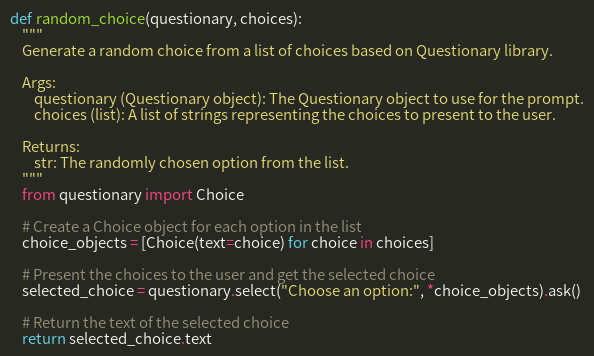 def random_choice(questionary, choices):
    """
    Generate a random choice from a list of choices based on Questionary library.

    Args:
        questionary (Questionary object): The Questionary object to use for the prompt.
        choices (list): A list of strings representing the choices to present to the user.

    Returns:
        str: The randomly chosen option from the list.
    """
    from questionary import Choice

    # Create a Choice object for each option in the list
    choice_objects = [Choice(text=choice) for choice in choices]

    # Present the choices to the user and get the selected choice
    selected_choice = questionary.select("Choose an option:", *choice_objects).ask()

    # Return the text of the selected choice
    return selected_choice.text